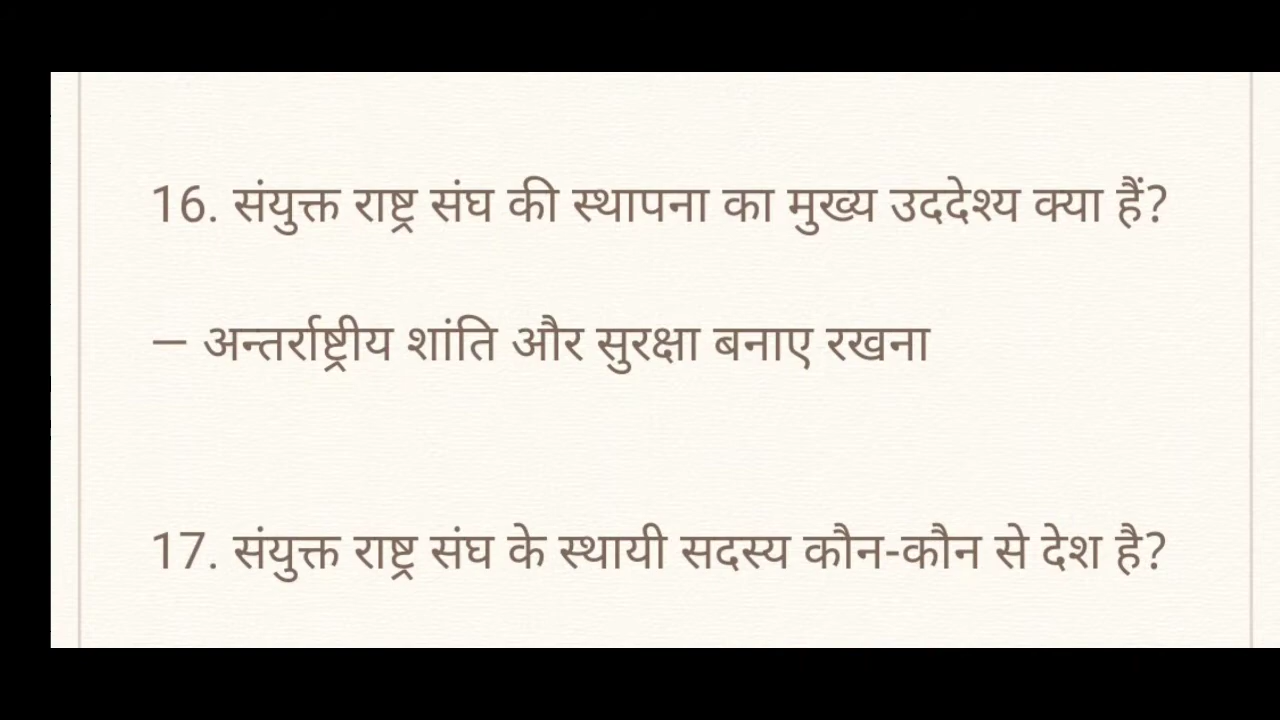 16. संयुक्त राष्ट्र संघ की स्थापना का मुख्य उददेश्य क्या हैं?
— अन्तर्राष्ट्रीय शांति और सुरक्षा बनाए रखना
17. संयुक्त राष्ट्र संघ के स्थायी सदस्य कौन-कौन से देश है?